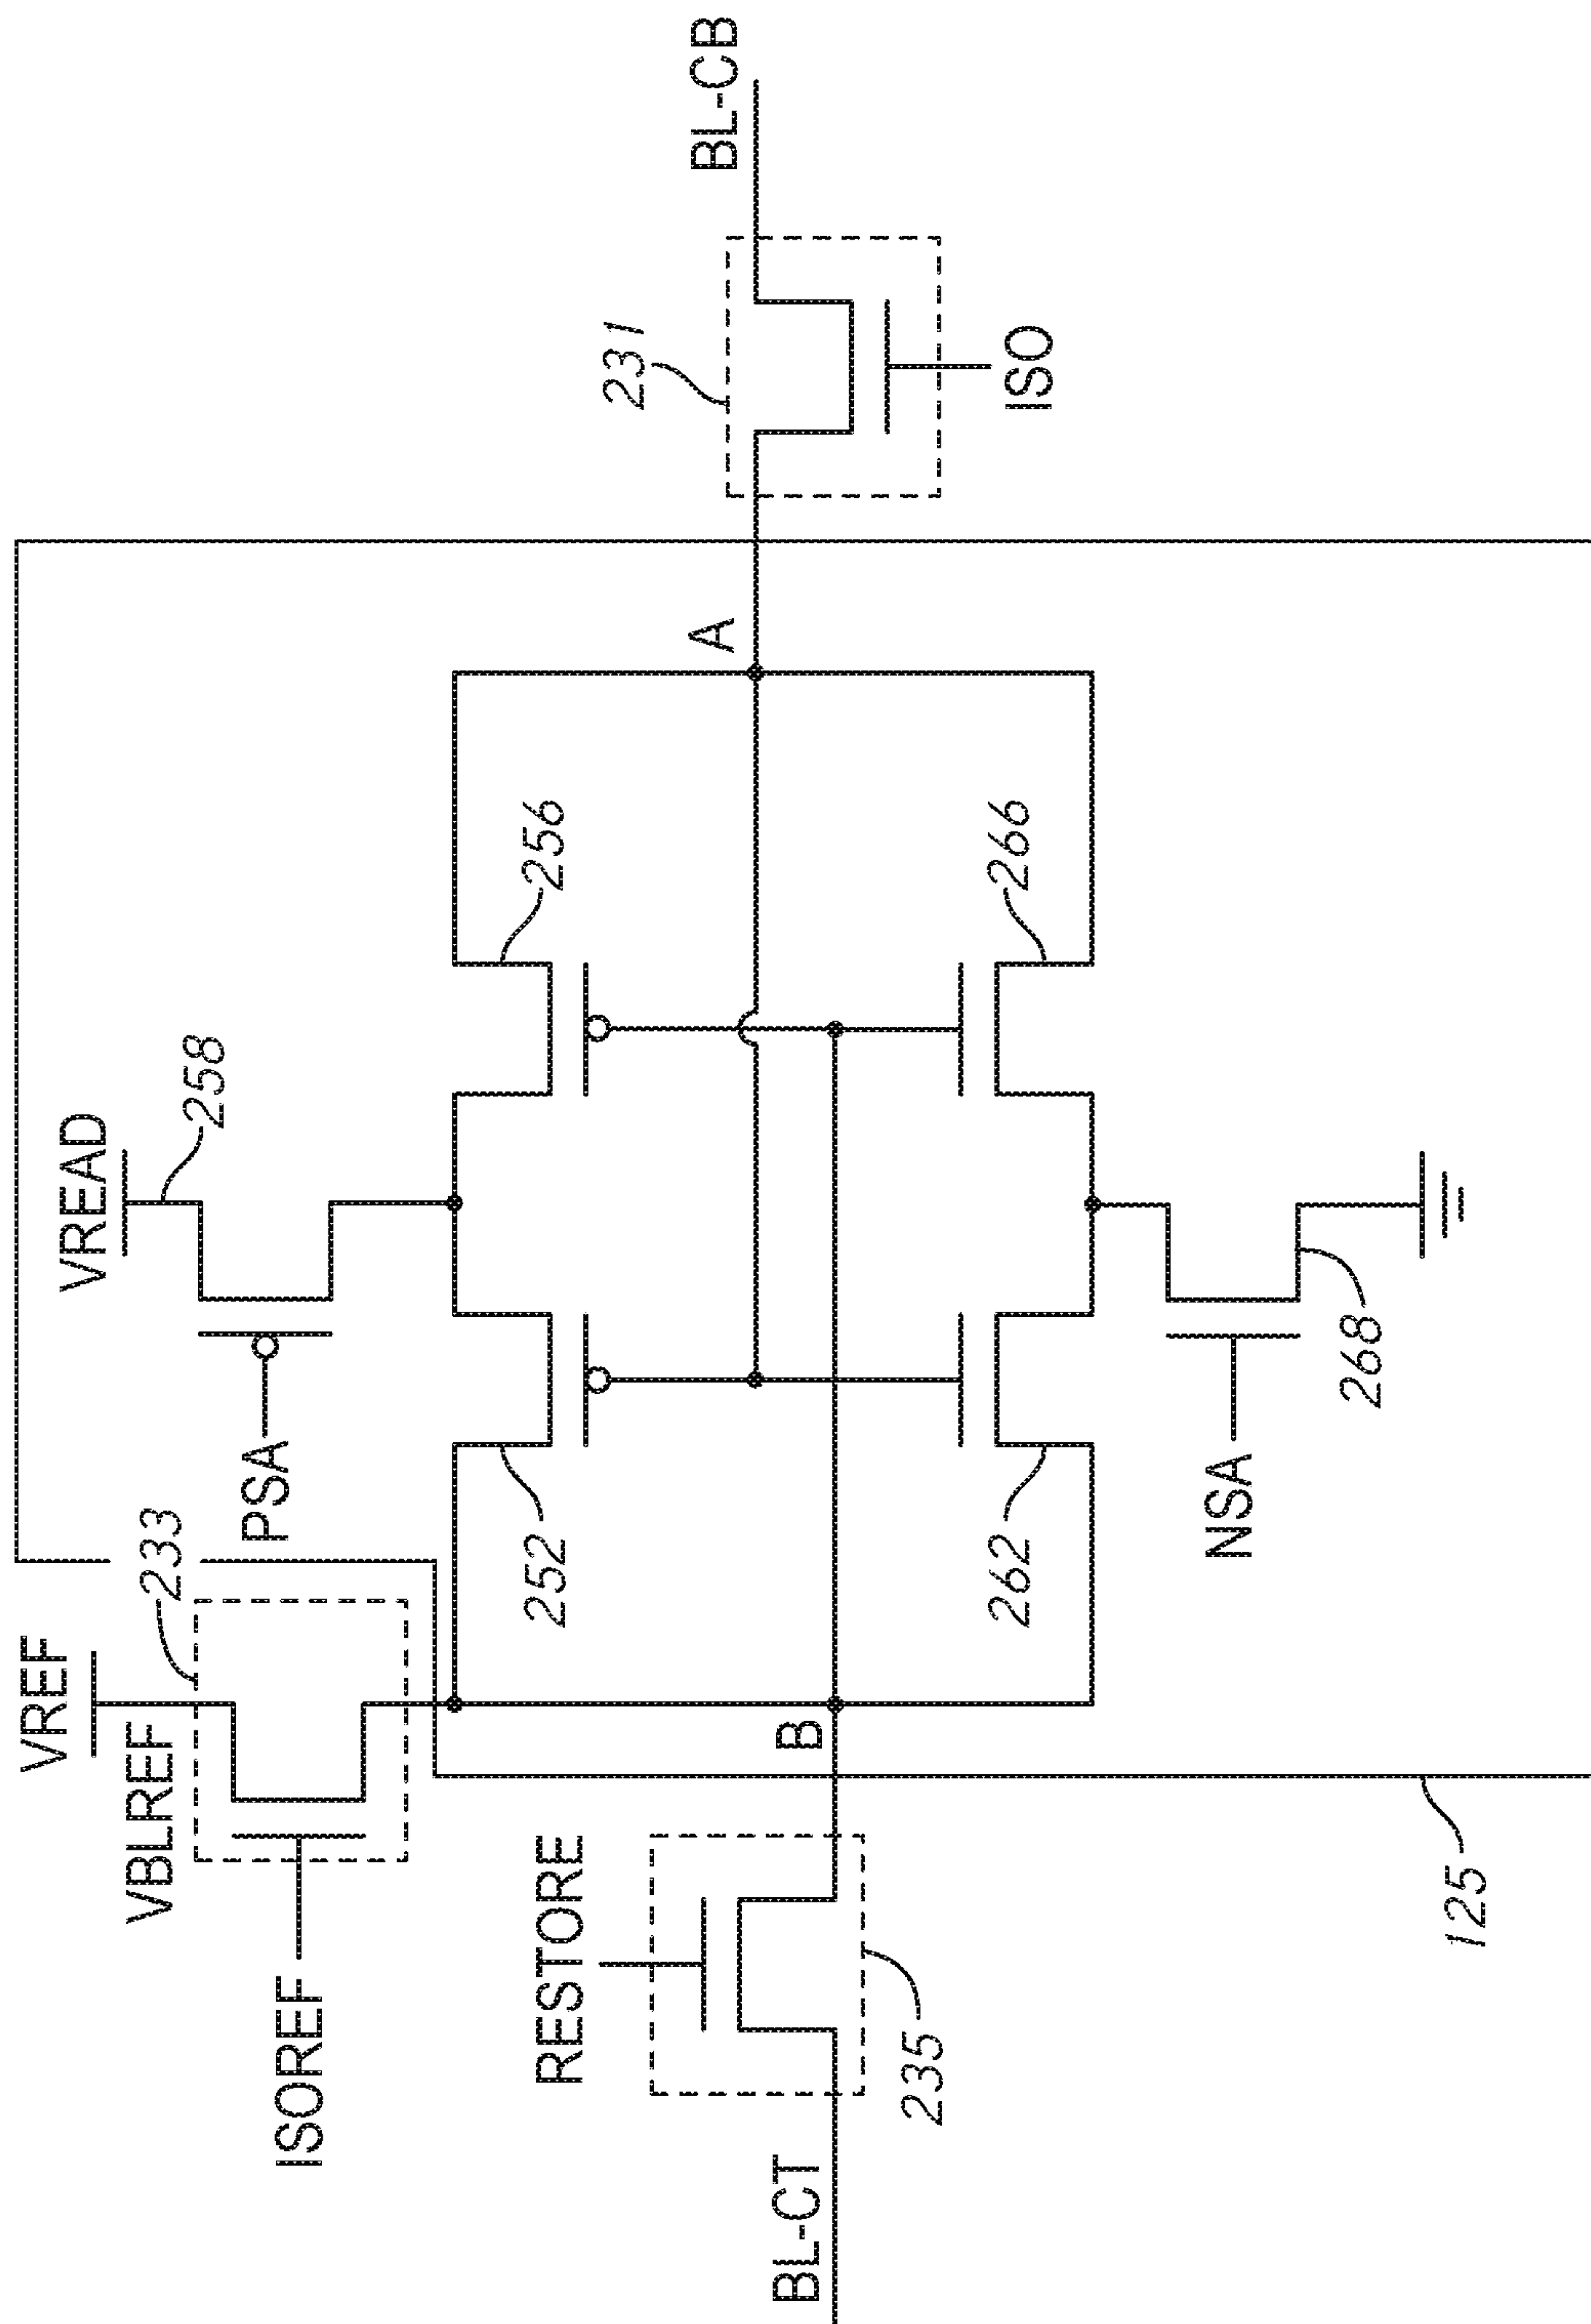 VREF
VBLREF
233
ISOREF
VREAD
258
PSA
252
256
RESTORE
235
BL-CT
B
A
231
BL-CB
ISO
262
266
NSA
268
125